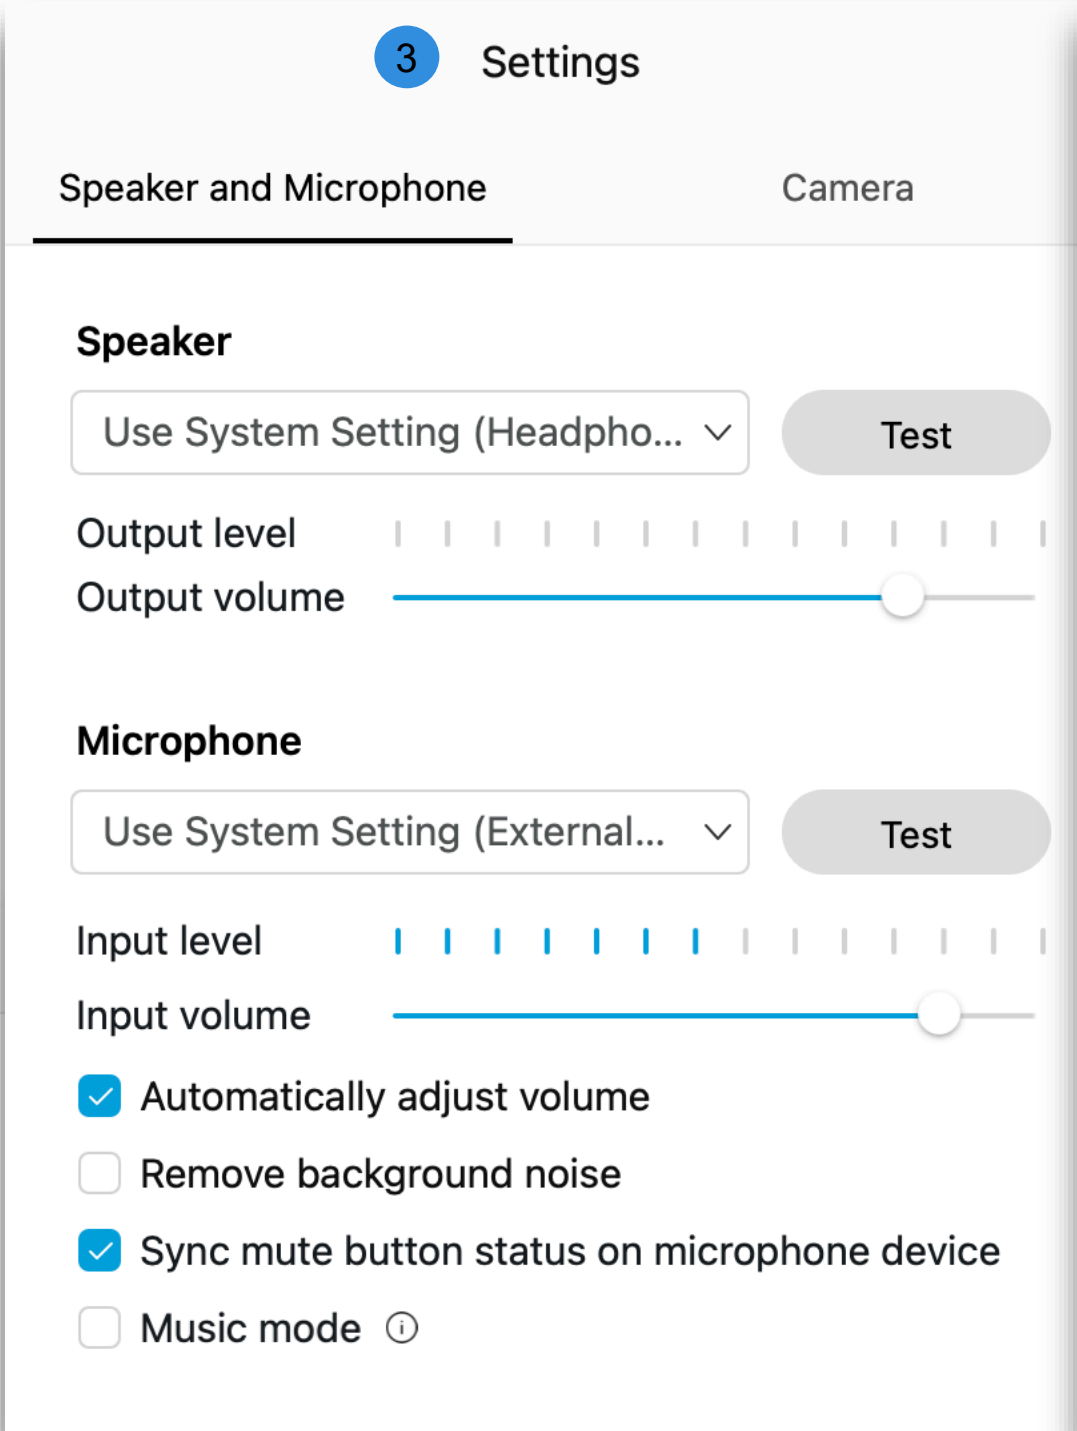 3 Settings
Speaker and Microphone Camera
Speaker
Use System Setting (Headpho... Test
Output level
Output volume
Microphone
Use System Setting (External... Test
Input level
Input volume
Automatically adjust volume
Remove background noise
Sync mute button status on microphone device
Music mode